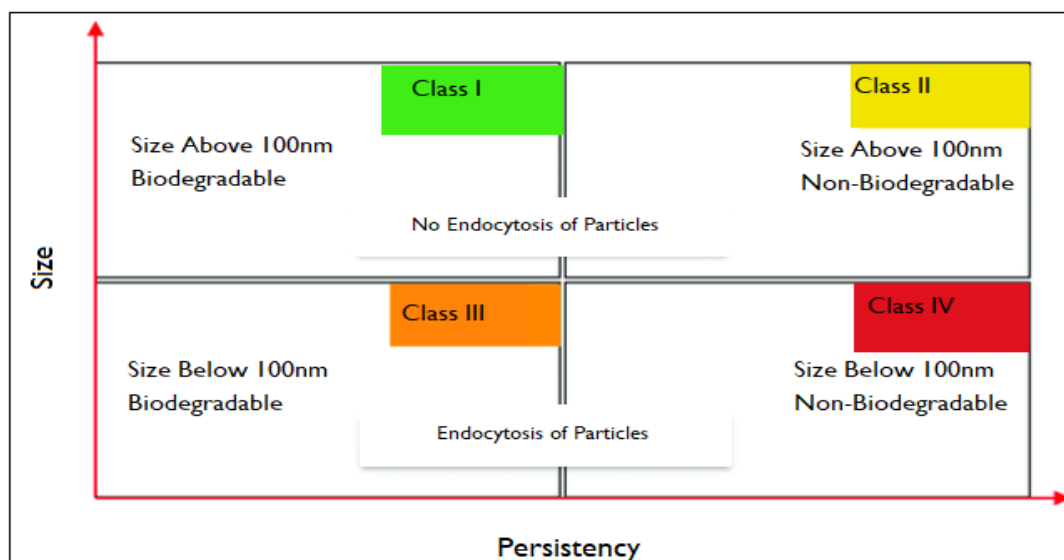 Class I
Size Above 100nm
Biodegradable
Class II
Size Above 100nm
Non-Biodegradable
No Endocytosis of Particles
Size
Class III
Size Below 100nm
Biodegradable
Class IV
Size Below 100nm
Non-Biodegradable
Endocytosis of Particles
Persistency